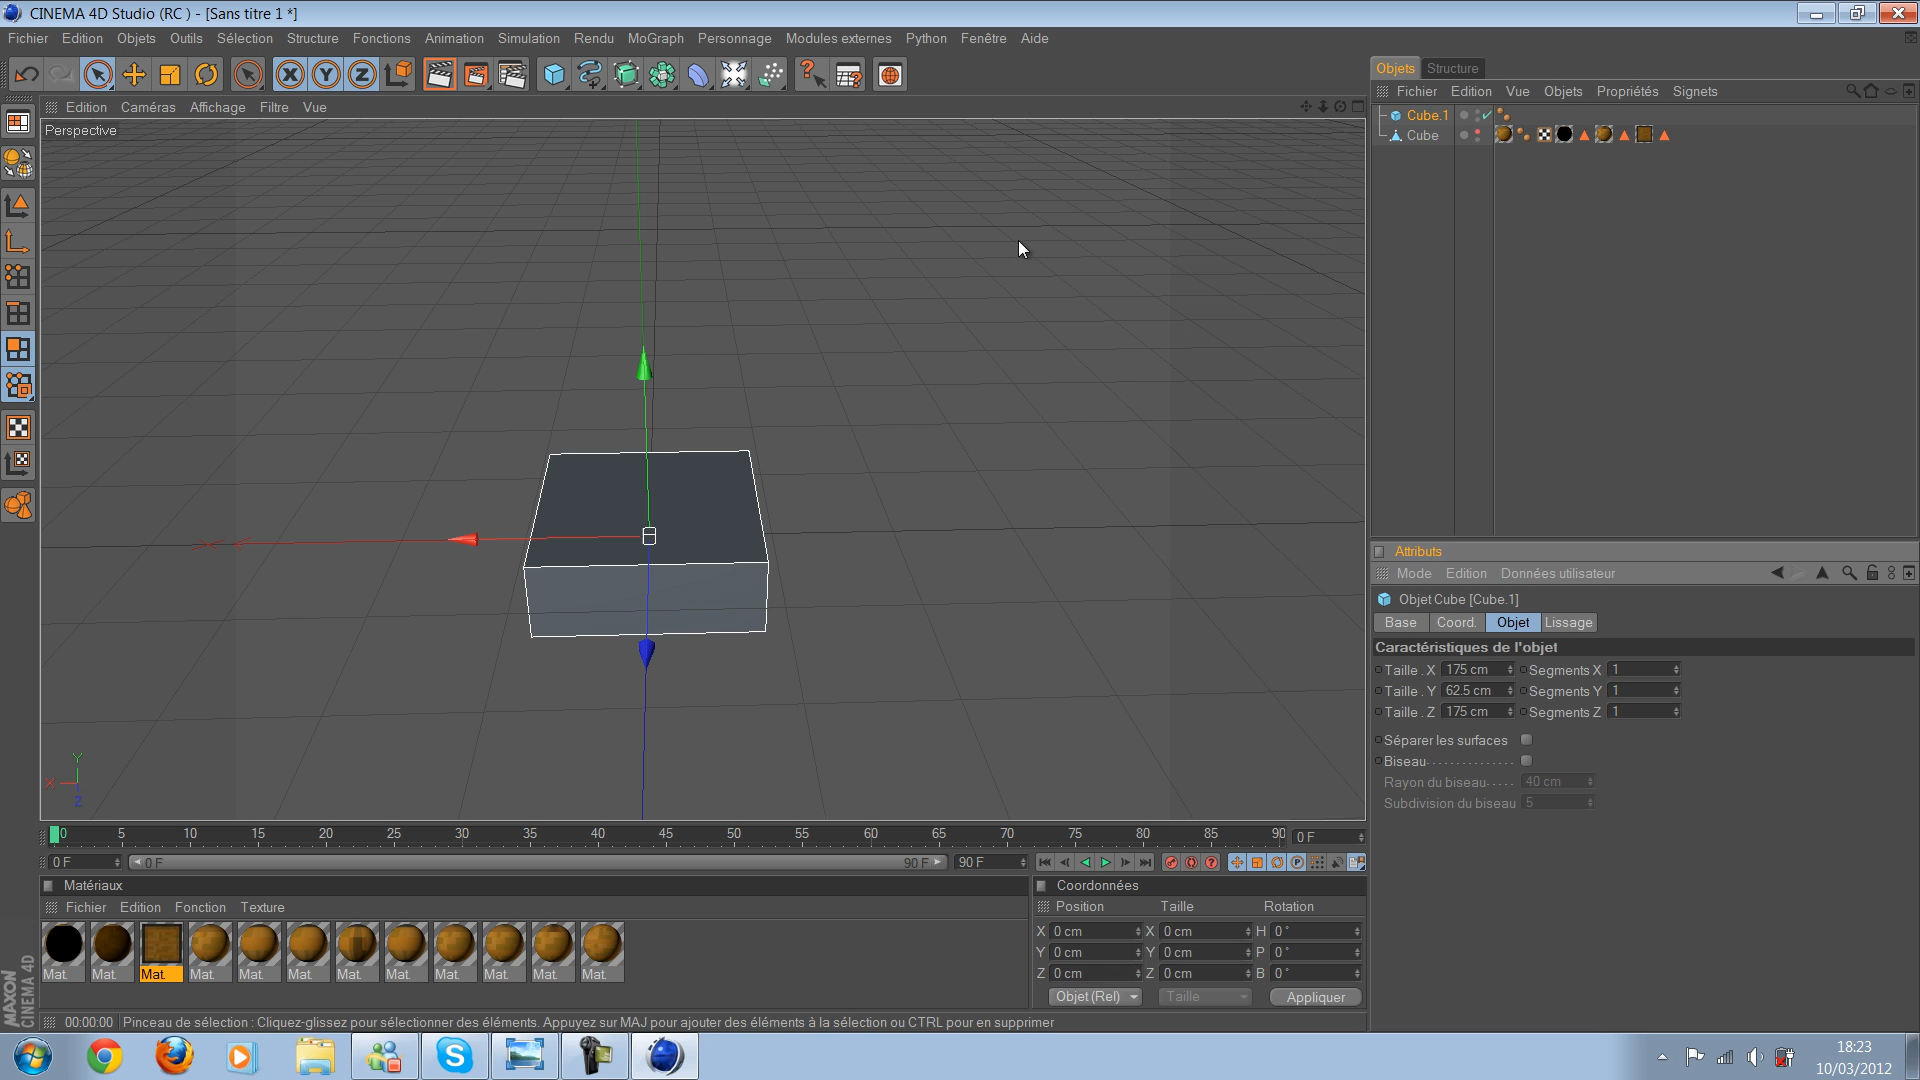 CINEMA 4D Studio (RC ) - [Sans titre 1 *]
Fichier Edition Objets Outils Sélection Structure Fonctions Animation Simulation Rendu MoGraph Personnage Modules externes Python Fenêtre Aide
Objets Structure
Fichier Edition Vue Objets Propriétés Signets
Edition Caméras Affichage Filtre Vue
Perspective
Cube.1
Cube
Y
X
Z
Attributs
Mode Edition Données utilisateur
Objet Cube [Cube.1]
Base Coord. Objet Lissage
Caractéristiques de l'objet
Taille . X 175 cm Segments X 1
Taille . Y 62.5 cm Segments Y 1
Taille . Z 175 cm Segments Z 1
Séparer les surfaces
Biseau
Rayon du biseau 40 cm
Subdivision du biseau 5
0 5 10 15 20 25 30 35 40 45 50 55 60 65 70 75 80 85 90 0 F
0 F 0 F 90 F 90 F
Matériaux
Fichier Edition Fonction Texture
Mat. Mat. Mat. Mat. Mat. Mat. Mat. Mat. Mat. Mat. Mat. Mat.
Coordonnées
Position Taille Rotation
X 0 cm X 0 cm H 0 °
Y 0 cm Y 0 cm P 0 °
Z 0 cm Z 0 cm B 0 °
Objet (Rel) Taille Appliquer
MAXON
CINEMA 4D
00:00:00 Pinceau de sélection : Cliquez-glissez pour sélectionner des éléments. Appuyez sur MAJ pour ajouter des éléments à la sélection ou CTRL pour en supprimer
18:23
10/03/2012